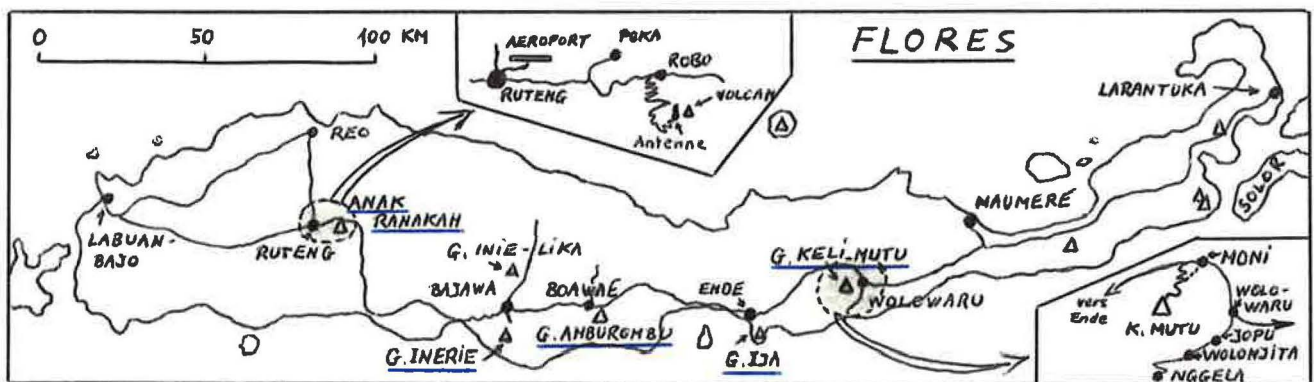 0 50 100 KM
FLORES
AEROPORT
POKA
ROBO
RUTENG
VOLCAN
Antenne
LARANTUKA
REO
SOLOR
NAUMERÉ
ANAK
RANAKAH
LABUAN-
BAJO
RUTENG
G. INIE-LIKA
G. KELI-MUTU
MONI
BAJAWA
BOAWAE
ENDE
WOLOWARU
vers
Ende
WOLO-
WARU
K. MUTU
JOPU
WOLONJITA
NGGELA
G. INERIE
G. AMBUROMBU
G. IJA